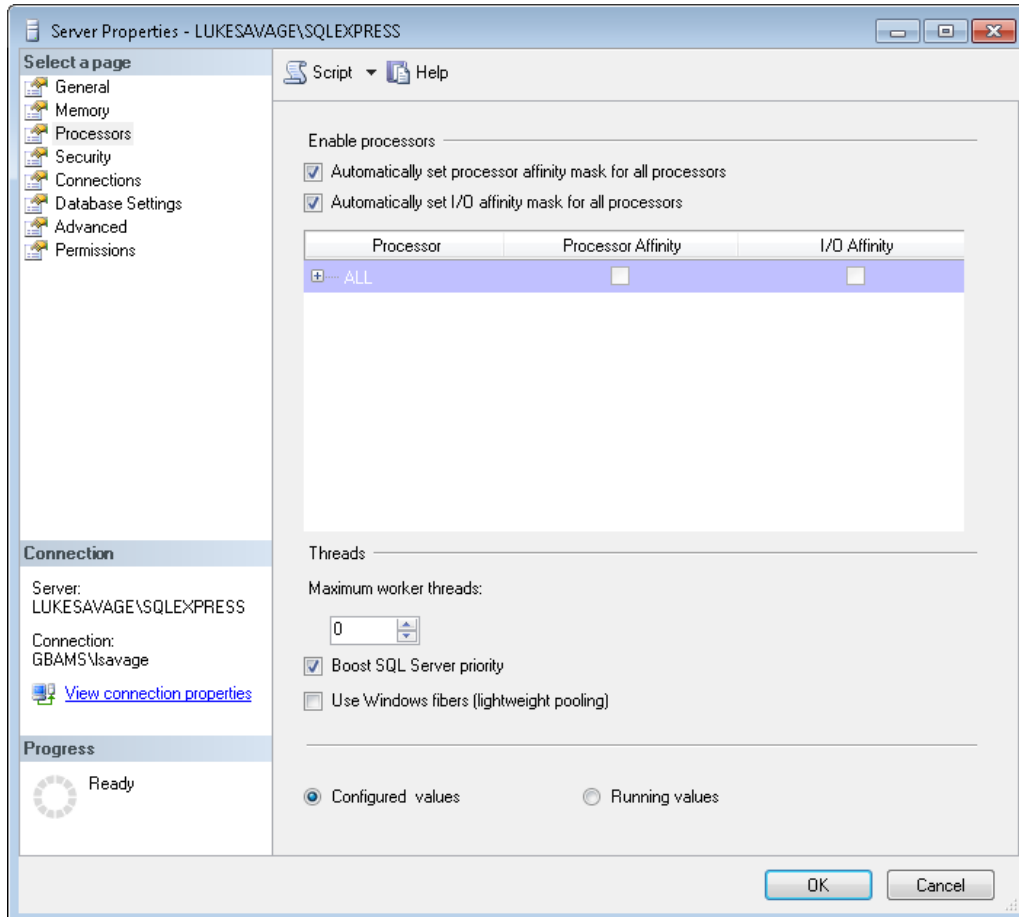 Server Properties - LUKESAVAGE\SQLEXPRESS
Select a page
General
Memory
Processors
Security
Connections
Database Settings
Advanced
Permissions
Script
Help
Enable processors
Automatically set processor affinity mask for all processors
Automatically set I/O affinity mask for all processors
Processor Processor Affinity I/O Affinity
ALL
Threads
Maximum worker threads:
0
Boost SQL Server priority
Use Windows fibers (lightweight pooling)
Configured values
Running values
Connection
Server:
LUKESAVAGE\SQLEXPRESS
Connection:
GBAMS\lsavage
View connection properties
Progress
Ready
OK
Cancel